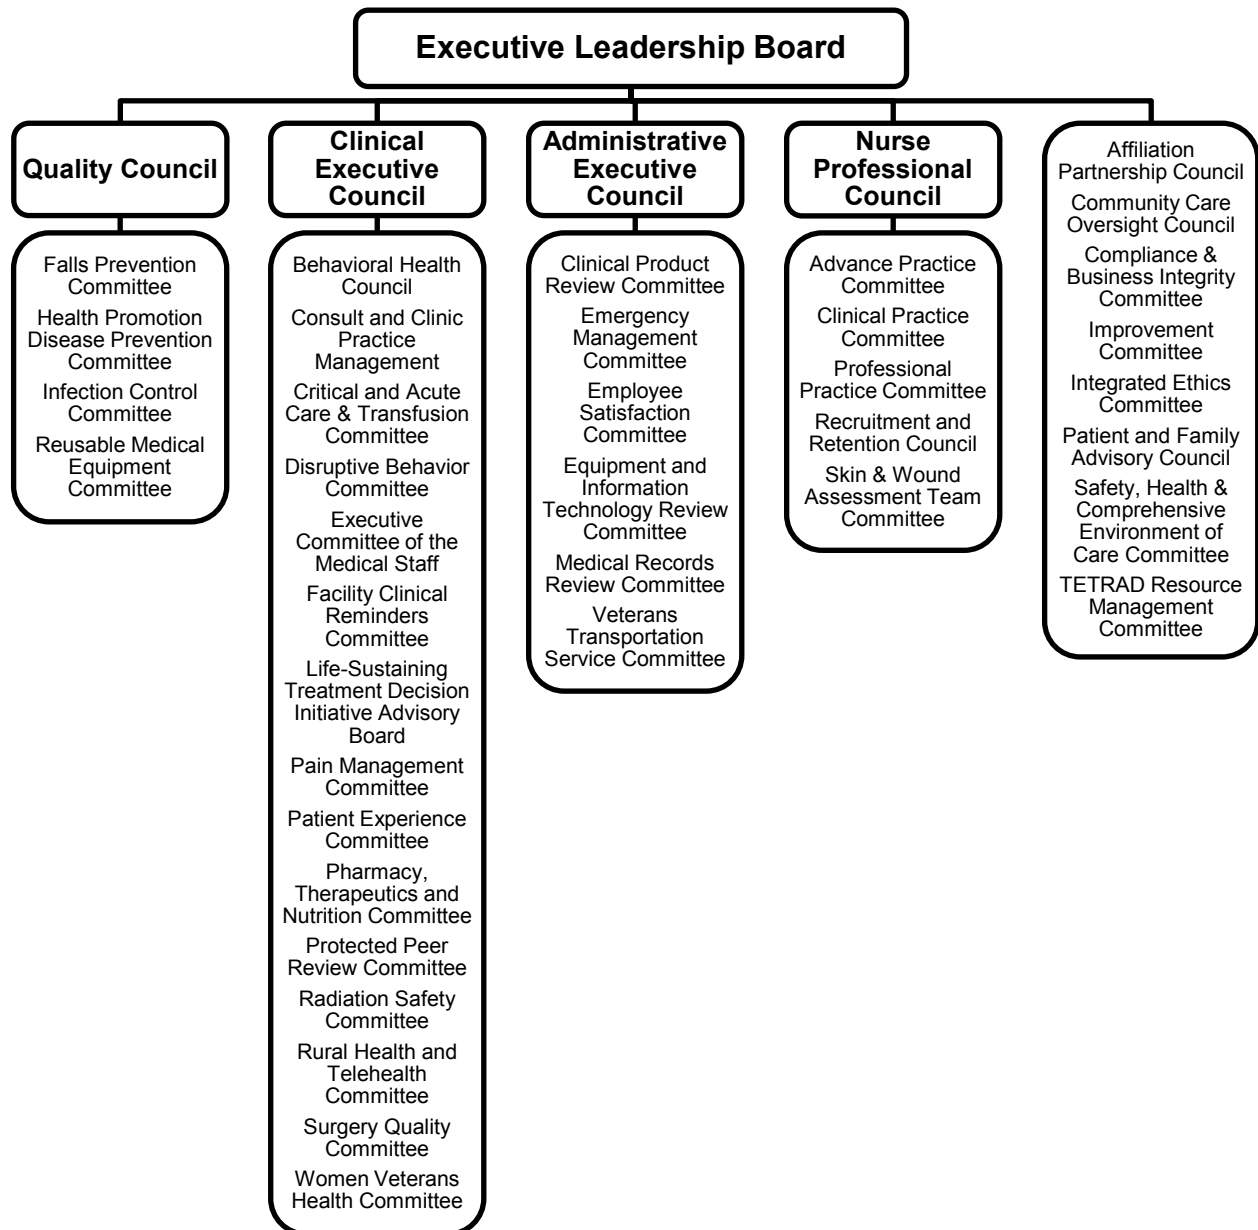 Executive Leadership Board
Quality Council
Falls Prevention
Committee
Health Promotion
Disease Prevention
Committee
Infection Control
Committee
Reusable Medical
Equipment
Committee
Clinical
Executive
Council
Behavioral Health
Council
Consult and Clinic
Practice
Management
Critical and Acute
Care & Transfusion
Committee
Disruptive Behavior
Committee
Executive
Committee of the
Medical Staff
Facility Clinical
Reminders
Committee
Life-Sustaining
Treatment Decision
Initiative Advisory
Board
Pain Management
Committee
Patient Experience
Committee
Pharmacy,
Therapeutics and
Nutrition Committee
Protected Peer
Review Committee
Radiation Safety
Committee
Rural Health and
Telehealth
Committee
Surgery Quality
Committee
Women Veterans
Health Committee
Administrative
Executive
Council
Clinical Product
Review Committee
Emergency
Management
Committee
Employee
Satisfaction
Committee
Equipment and
Information
Technology Review
Committee
Medical Records
Review Committee
Veterans
Transportation
Service Committee
Nurse
Professional
Council
Advance Practice
Committee
Clinical Practice
Committee
Professional
Practice Committee
Recruitment and
Retention Council
Skin & Wound
Assessment Team
Committee
Affiliation
Partnership Council
Community Care
Oversight Council
Compliance &
Business Integrity
Committee
Improvement
Committee
Integrated Ethics
Committee
Patient and Family
Advisory Council
Safety, Health &
Comprehensive
Environment of
Care Committee
TETRAD Resource
Management
Committee